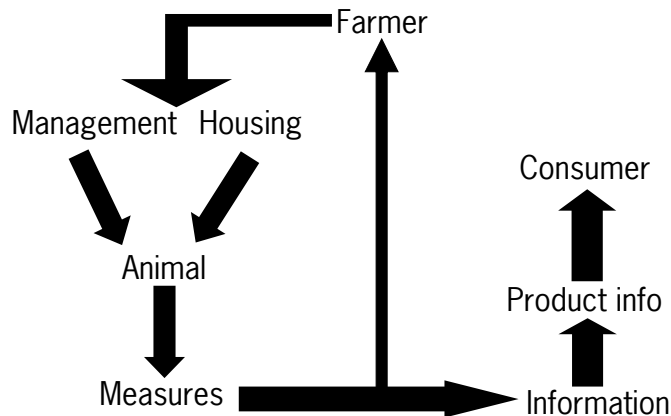 Farmer
Management Housing
Consumer
Animal
Product info
Measures
Information